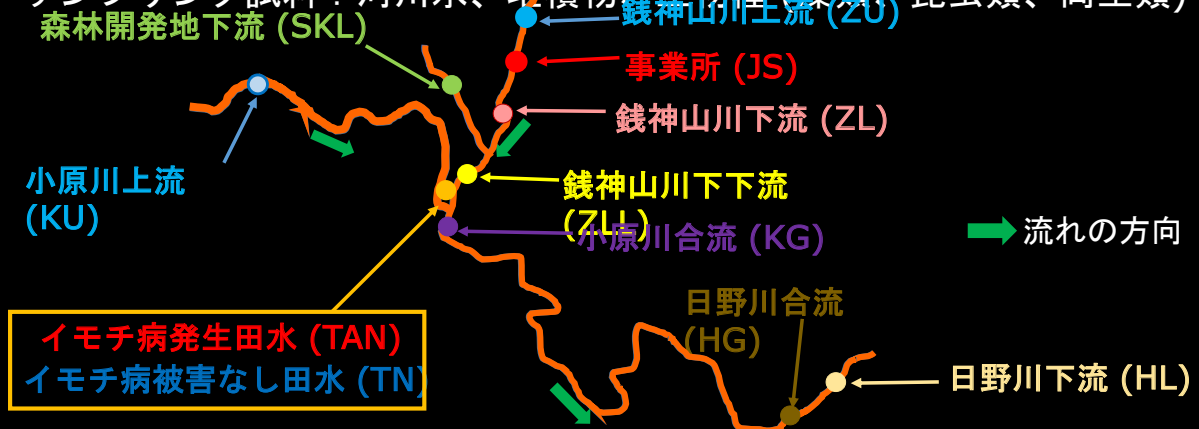 銭神山川上流 (ZU)
森林開発地下流 (SKL)
事業所 (JS)
銭神山川下流 (ZL)
小原川上流
(KU)
銭神山川下下流
(ZLL)
小原川合流 (KG)
流れの方向
日野川合流
(HG)
イモチ病発生田水 (TAN)
イモチ病被害なし田水 (TN)
日野川下流 (HL)